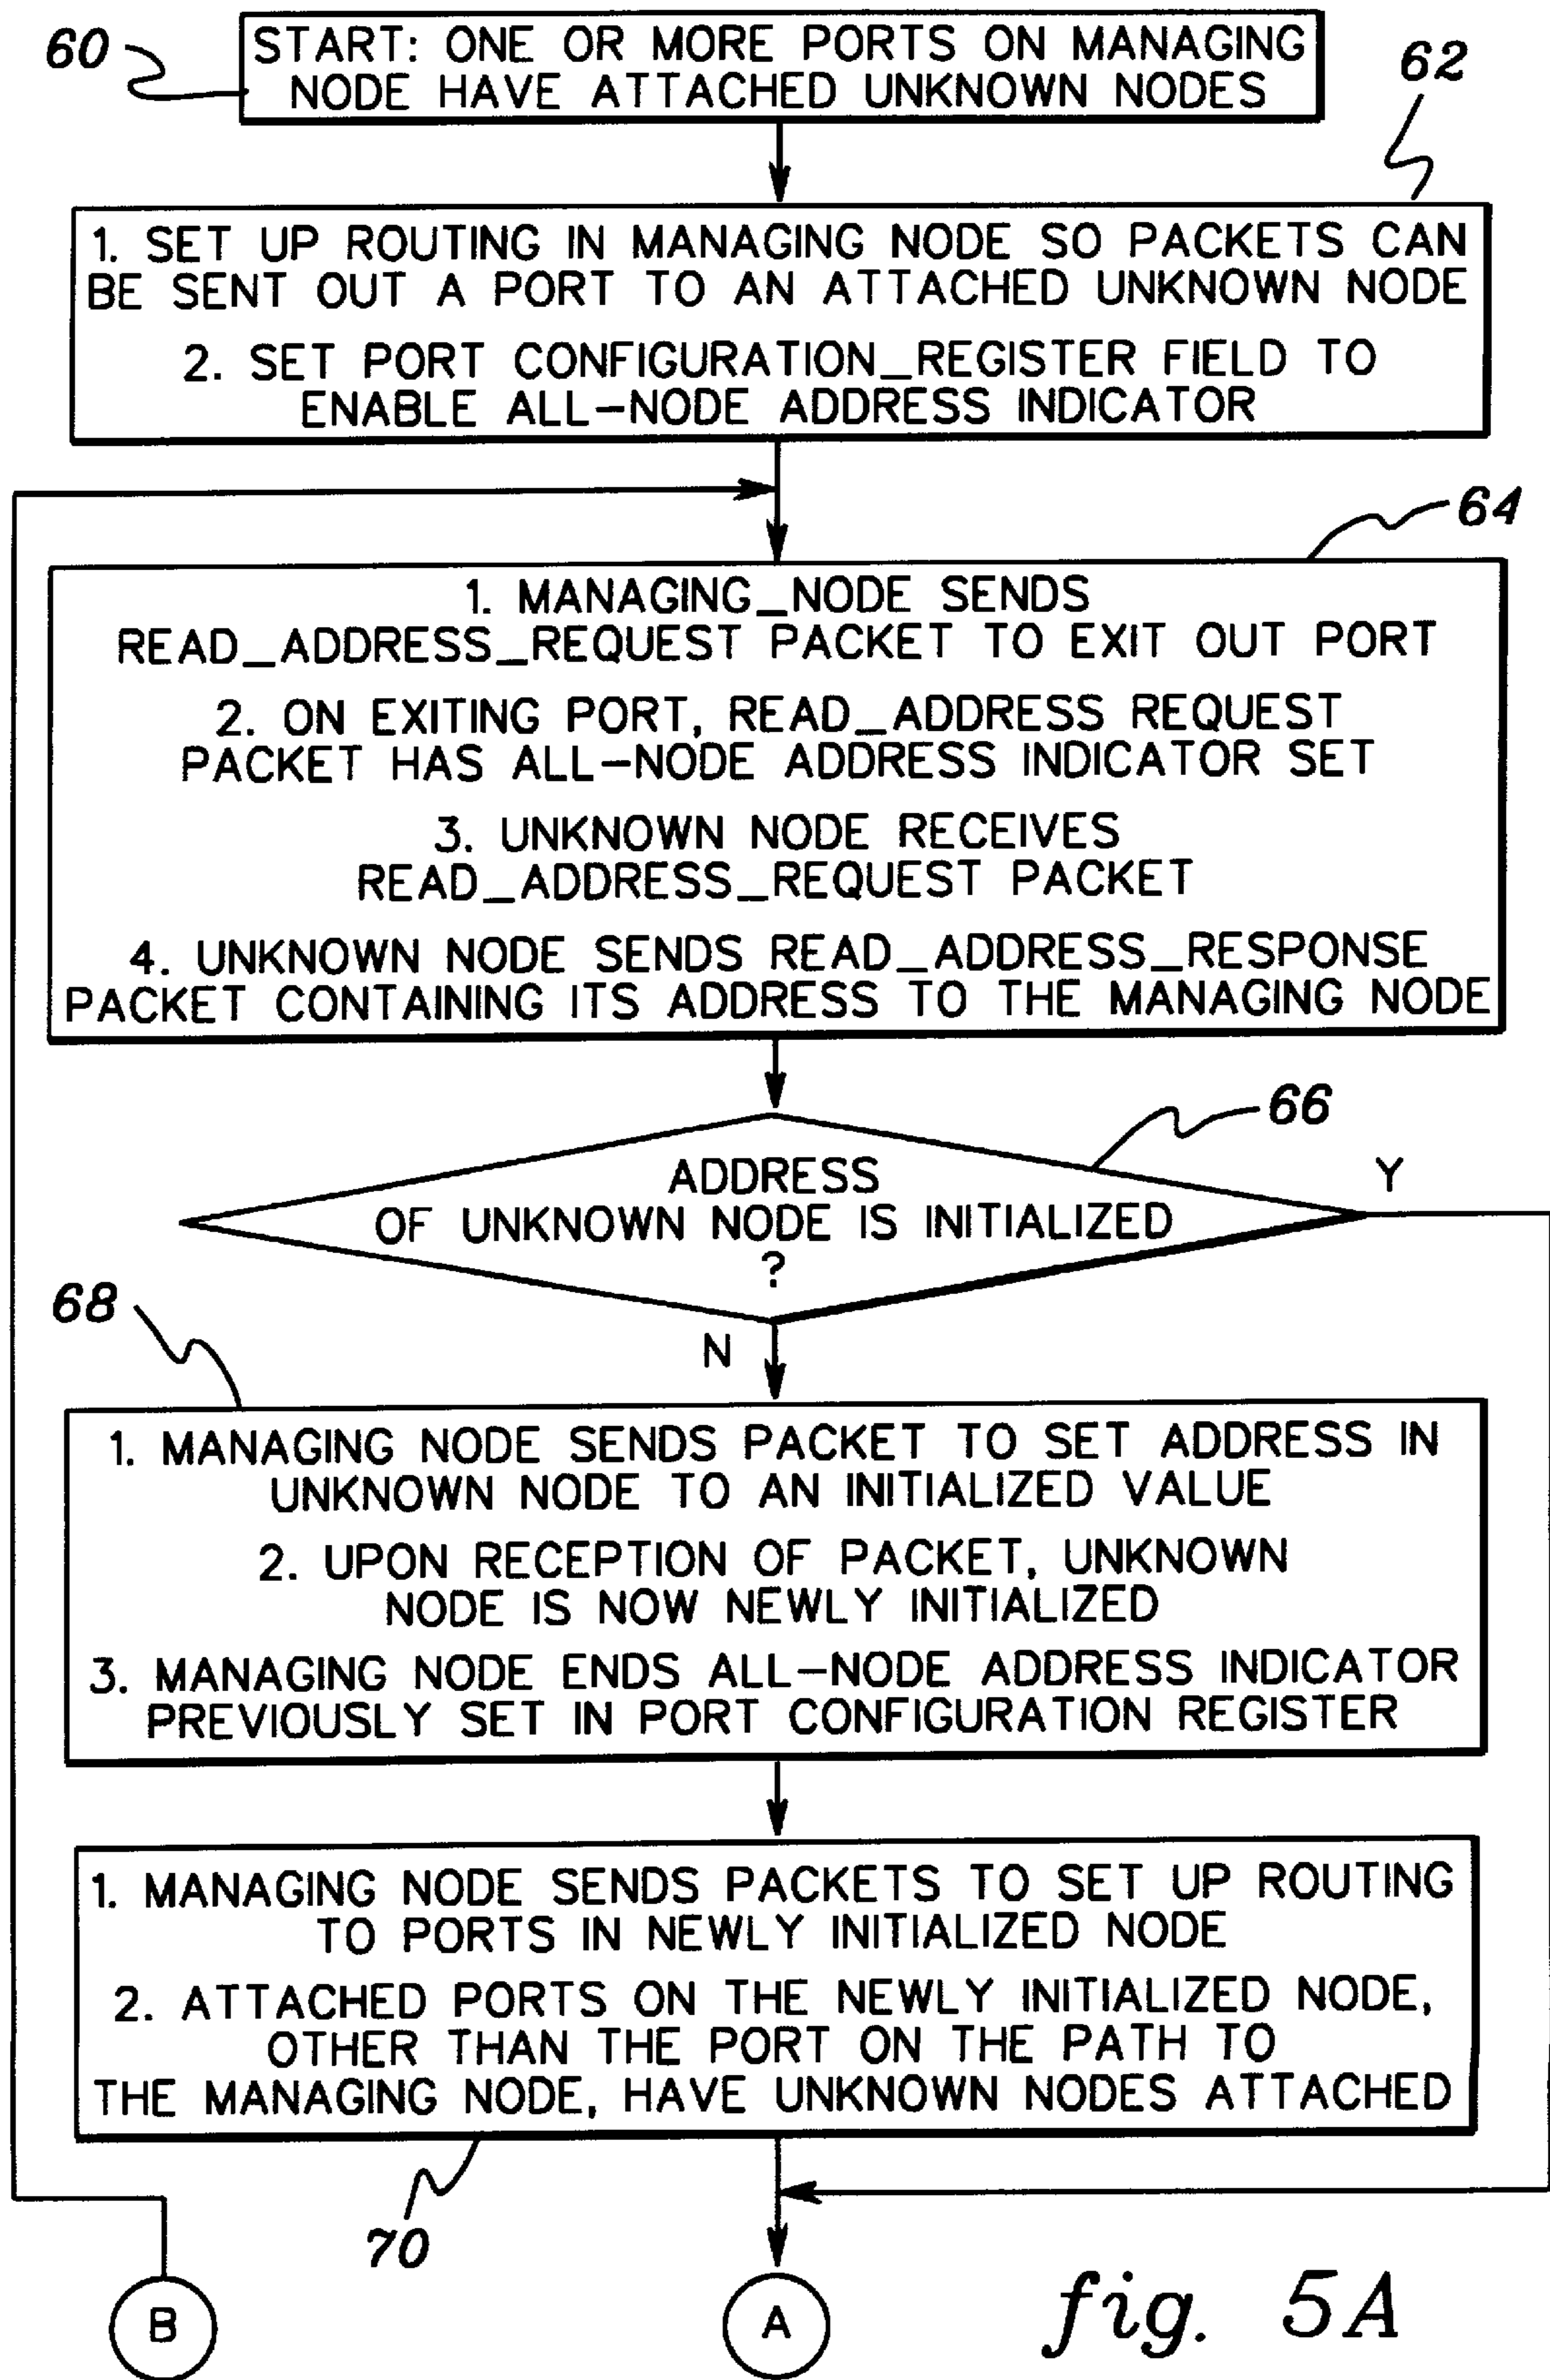 60
START: ONE OR MORE PORTS ON MANAGING
NODE HAVE ATTACHED UNKNOWN NODES
62
1. SET UP ROUTING IN MANAGING NODE SO PACKETS CAN
BE SENT OUT A PORT TO AN ATTACHED UNKNOWN NODE
2. SET PORT CONFIGURATION_REGISTER FIELD TO
ENABLE ALL-NODE ADDRESS INDICATOR
64
1. MANAGING_NODE SENDS
READ_ADDRESS_REQUEST PACKET TO EXIT OUT PORT
2. ON EXITING PORT, READ_ADDRESS REQUEST
PACKET HAS ALL-NODE ADDRESS INDICATOR SET
3. UNKNOWN NODE RECEIVES
READ_ADDRESS_REQUEST PACKET
4. UNKNOWN NODE SENDS READ_ADDRESS_RESPONSE
PACKET CONTAINING ITS ADDRESS TO THE MANAGING NODE
66
ADDRESS
OF UNKNOWN NODE IS INITIALIZED
?
Y
N
68
1. MANAGING NODE SENDS PACKET TO SET ADDRESS IN
UNKNOWN NODE TO AN INITIALIZED VALUE
2. UPON RECEPTION OF PACKET, UNKNOWN
NODE IS NOW NEWLY INITIALIZED
3. MANAGING NODE ENDS ALL-NODE ADDRESS INDICATOR
PREVIOUSLY SET IN PORT CONFIGURATION REGISTER
1. MANAGING NODE SENDS PACKETS TO SET UP ROUTING
TO PORTS IN NEWLY INITIALIZED NODE
2. ATTACHED PORTS ON THE NEWLY INITIALIZED NODE,
OTHER THAN THE PORT ON THE PATH TO
THE MANAGING NODE, HAVE UNKNOWN NODES ATTACHED
70
B
A
fig. 5A